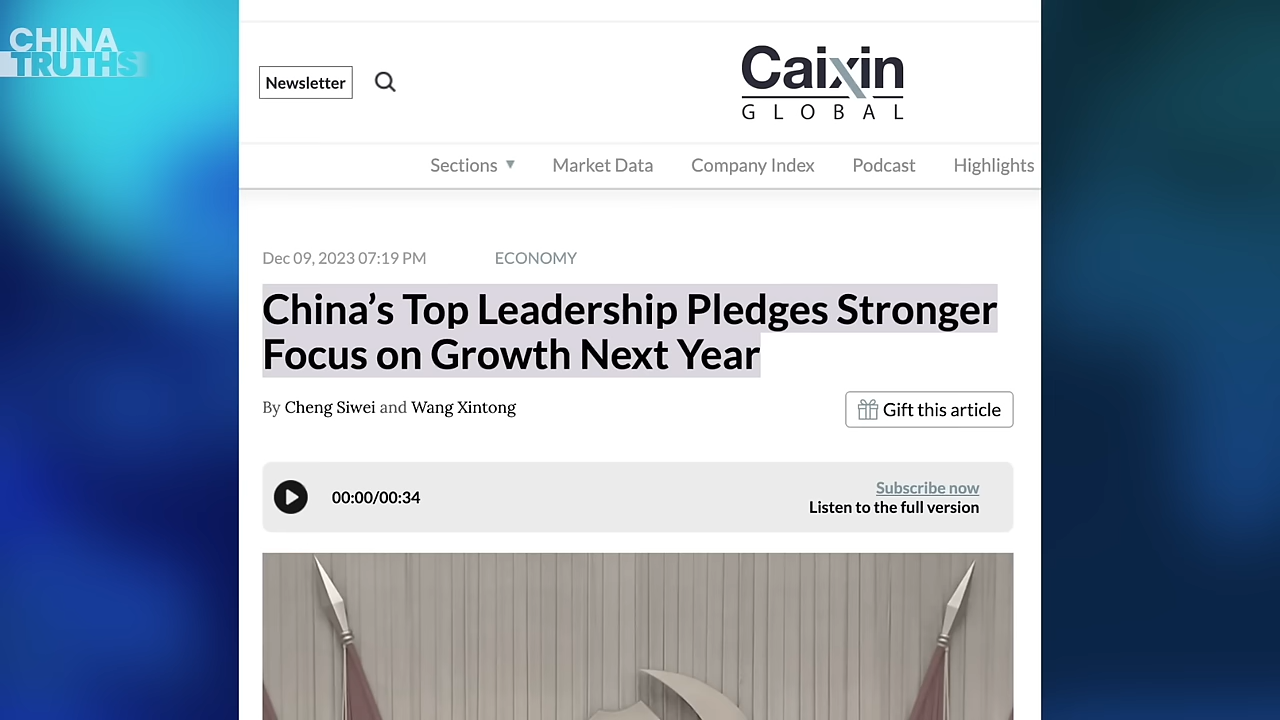 CHINA
TRUTHS
Newsletter
Caixin
GLOBAL
Sections ▼ Market Data Company Index Podcast Highlights
Dec 09, 2023 07:19 PM ECONOMY
China’s Top Leadership Pledges Stronger
Focus on Growth Next Year
By Cheng Siwei and Wang Xintong
Gift this article
00:00/00:34
Subscribe now
Listen to the full version